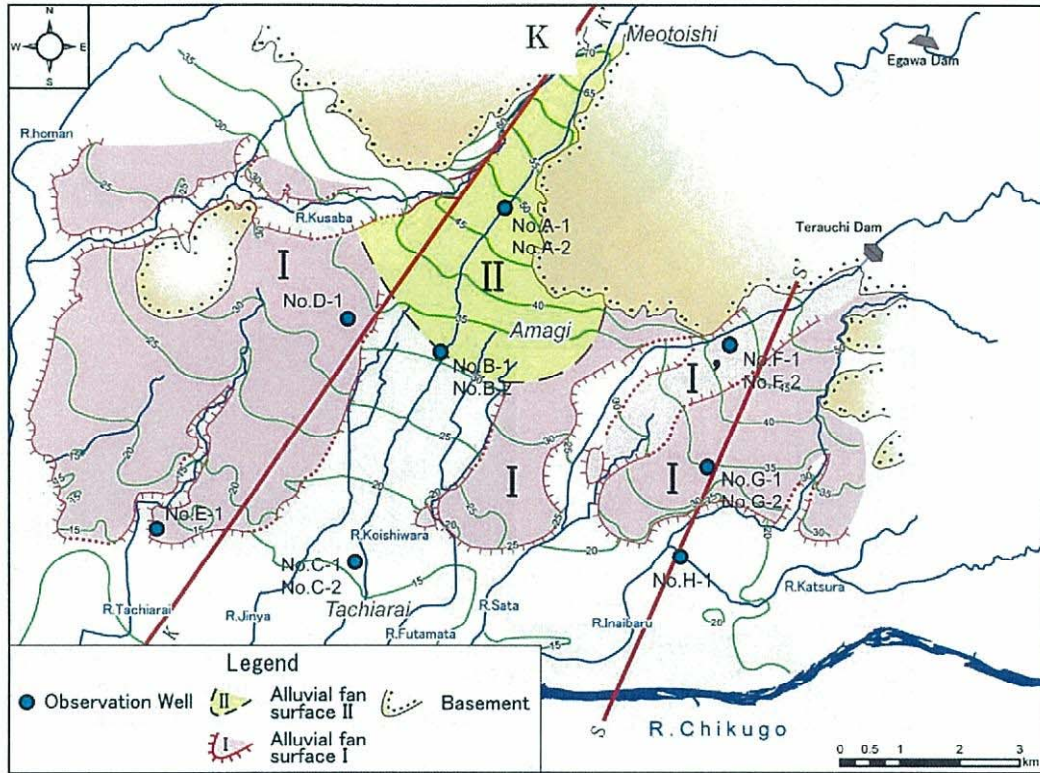 N
W E
S
K
K'
Meotoishi
Egawa Dam
R.homan
R.Kusaba
No.A-1
No.A-2
Terauchi Dam
S
I
II
No.D-1
Amagi
No.B-1
No.B-2
I'
No.F-1
No.F-2
I
I
No.G-1
No.G-2
No.E-1
R.Koishiwara
No.C-1
No.C-2
No.H-1
R.Katsura
R.Tachiarai
K
R.Jinya
Tachiarai
R.Futamata
R.Sata
R.Inaibaru
S
R.Chikugo
Legend
Observation Well
II Alluvial fan
surface II
Basement
I Alluvial fan
surface I
0 0.5 1 2 3
km